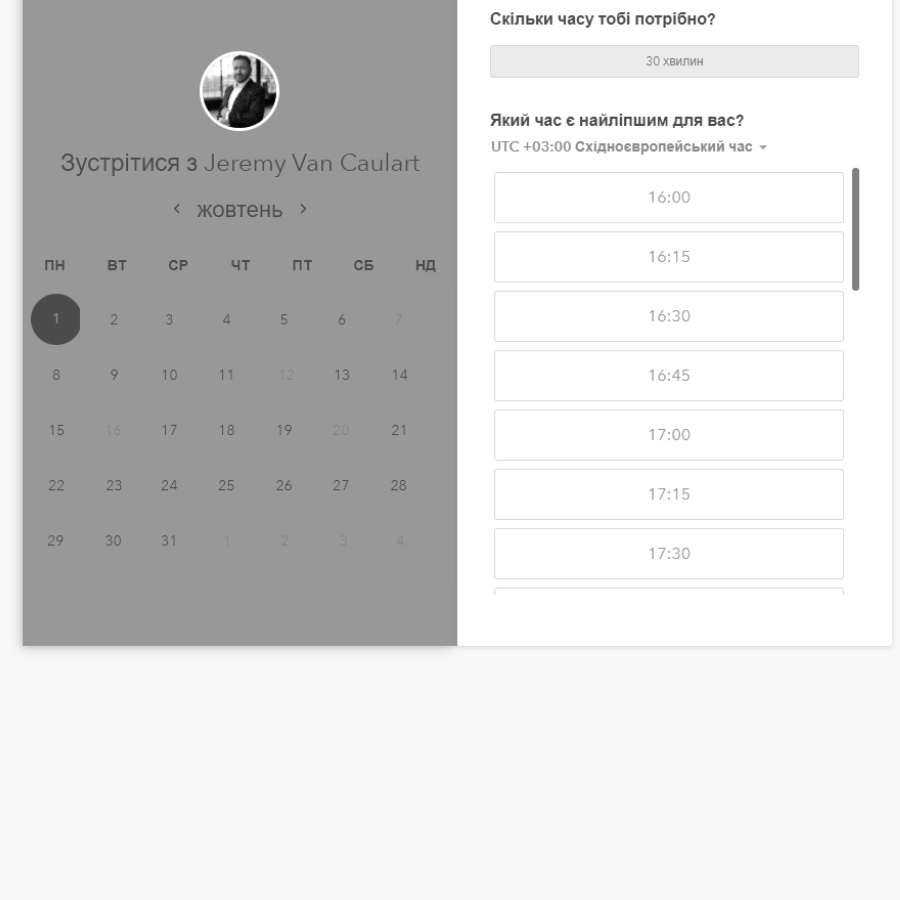 Зустрітися з Jeremy Van Caulart
жовтень
ПН ВТ СР ЧТ ПТ СБ НД
1 2 3 4 5 6 7
8 9 10 11 12 13 14
15 16 17 18 19 20 21
22 23 24 25 26 27 28
29 30 31 1 2 3 4
Скільки часу тобі потрібно?
30 хвилин
Який час є найліпшим для вас?
UTC +03:00 Східноєвропейський час
16:00
16:15
16:30
16:45
17:00
17:15
17:30